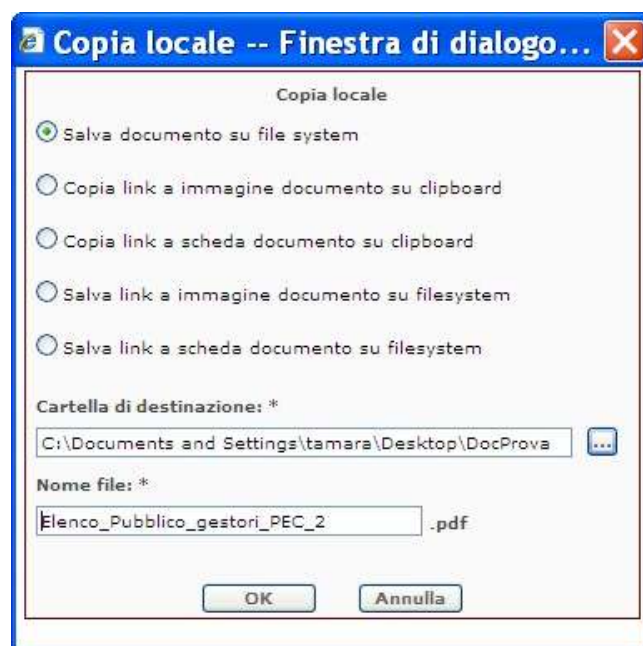 Copia locale -- Finestra di dialogo...
Copia locale
Salva documento su file system
Copia link a immagine documento su clipboard
Copia link a scheda documento su clipboard
Salva link a immagine documento su filesystem
Salva link a scheda documento su filesystem
Cartella di destinazione: *
C:\Documents and Settings\tamara\Desktop\DocProva ...
Nome file: *
Elenco_Pubblico_gestori_PEC_2 .pdf
OK Annulla